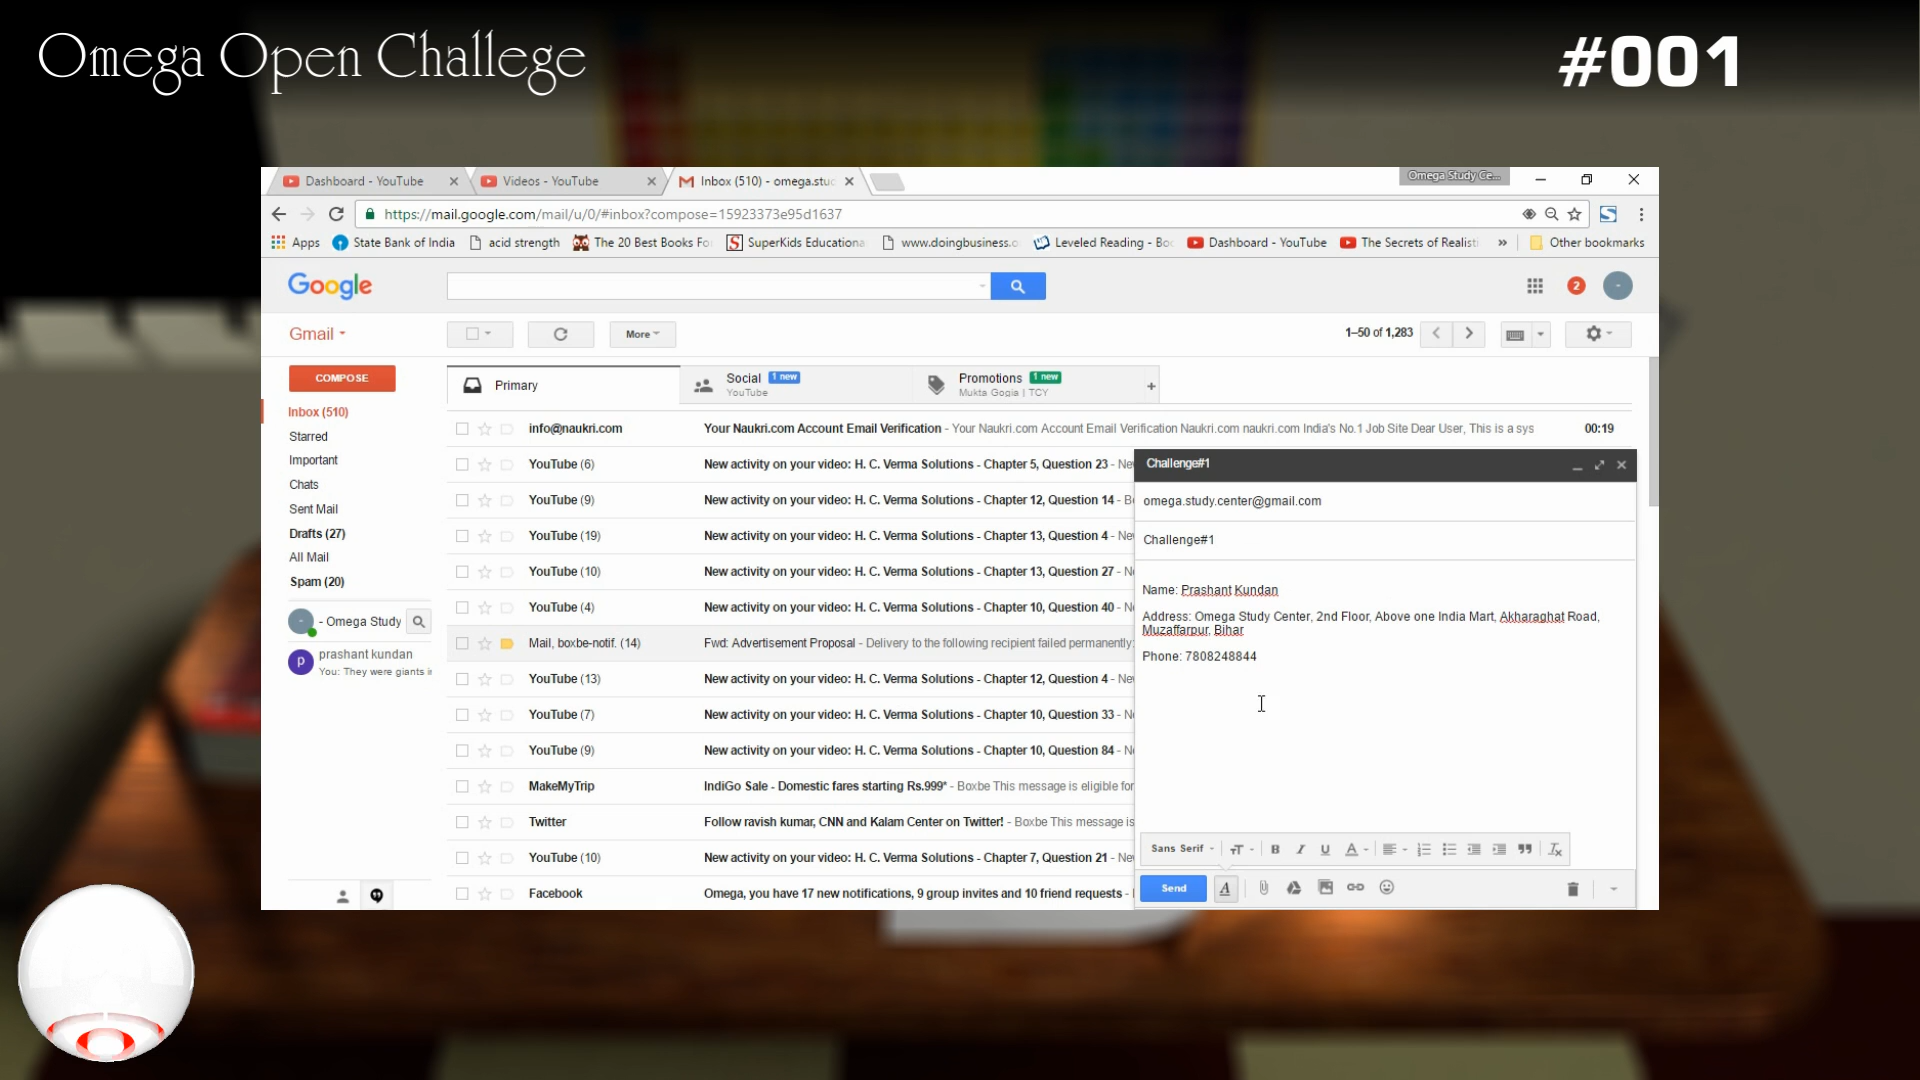 Omega Open Challege
#001
Dashboard - YouTube
Videos - YouTube
Inbox (510) - omega.stu
Omega Study Ce...
https://mail.google.com/mail/u/0/#inbox?compose=15923373e95d1637
Apps
State Bank of India
acid strength
The 20 Best Books Fo
SuperKids Educationa
www.doingbusiness.o
Leveled Reading - Bo
Dashboard - YouTube
The Secrets of Realisti
»
Other bookmarks
Google
2
Gmail
More
1–50 of 1,283
COMPOSE
Primary
Social 1 new
YouTube
Promotions 1 new
Mukta Gogia | TCY
+
Inbox (510)
Starred
Important
Chats
Sent Mail
Drafts (27)
All Mail
Spam (20)
- Omega Study
p
prashant kundan
You: They were giants i
info@naukri.com Your Naukri.com Account Email Verification - Your Naukri.com Account Email Verification Naukri.com naukri.com India's No.1 Job Site Dear User, This is a sys 00:19
YouTube (6) New activity on your video: H. C. Verma Solutions - Chapter 5, Question 23 - Ne
YouTube (9) New activity on your video: H. C. Verma Solutions - Chapter 12, Question 14 - B
YouTube (19) New activity on your video: H. C. Verma Solutions - Chapter 13, Question 4 - Ne
YouTube (10) New activity on your video: H. C. Verma Solutions - Chapter 13, Question 27 - N
YouTube (4) New activity on your video: H. C. Verma Solutions - Chapter 10, Question 40 - N
Mail, boxbe-notif. (14) Fwd: Advertisement Proposal - Delivery to the following recipient failed permanently:
YouTube (13) New activity on your video: H. C. Verma Solutions - Chapter 12, Question 4 - Ne
YouTube (7) New activity on your video: H. C. Verma Solutions - Chapter 10, Question 33 - N
YouTube (9) New activity on your video: H. C. Verma Solutions - Chapter 10, Question 84 - N
MakeMyTrip IndiGo Sale - Domestic fares starting Rs.999* - Boxbe This message is eligible for
Twitter Follow ravish kumar, CNN and Kalam Center on Twitter! - Boxbe This message is
YouTube (10) New activity on your video: H. C. Verma Solutions - Chapter 7, Question 21 - Ne
Facebook Omega, you have 17 new notifications, 9 group invites and 10 friend requests -
Challenge#1
omega.study.center@gmail.com
Challenge#1
Name: Prashant Kundan
Address: Omega Study Center, 2nd Floor, Above one India Mart, Akharaghat Road,
Muzaffarpur, Bihar
Phone: 7808248844
Sans Serif
Send